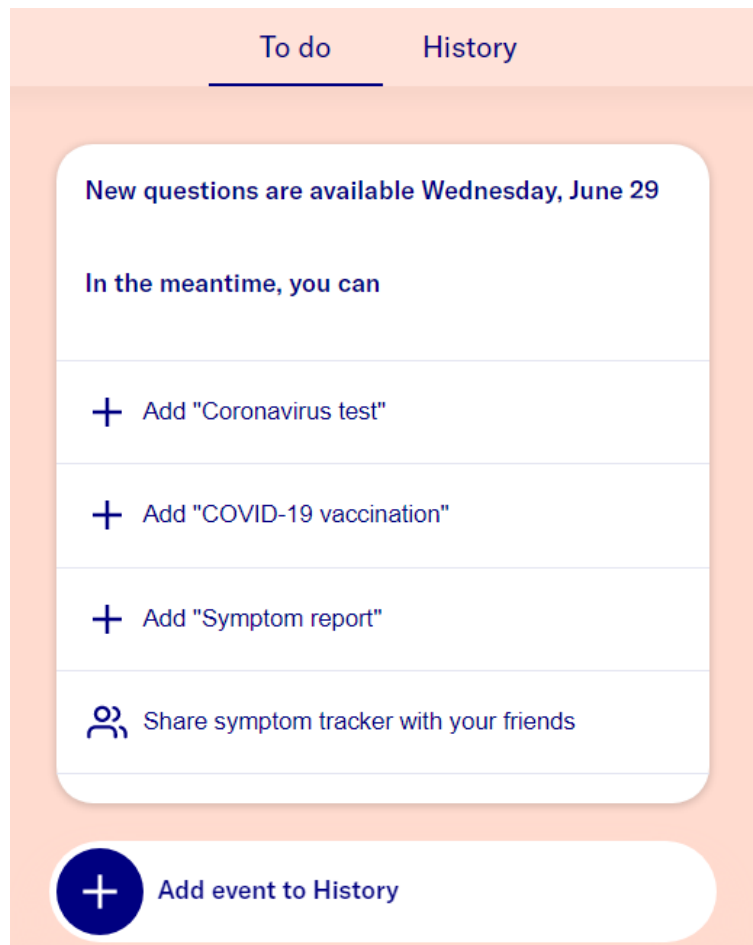 To do History
New questions are available Wednesday, June 29
In the meantime, you can
Add "Coronavirus test"
Add "COVID-19 vaccination"
Add "Symptom report"
Share symptom tracker with your friends
Add event to History